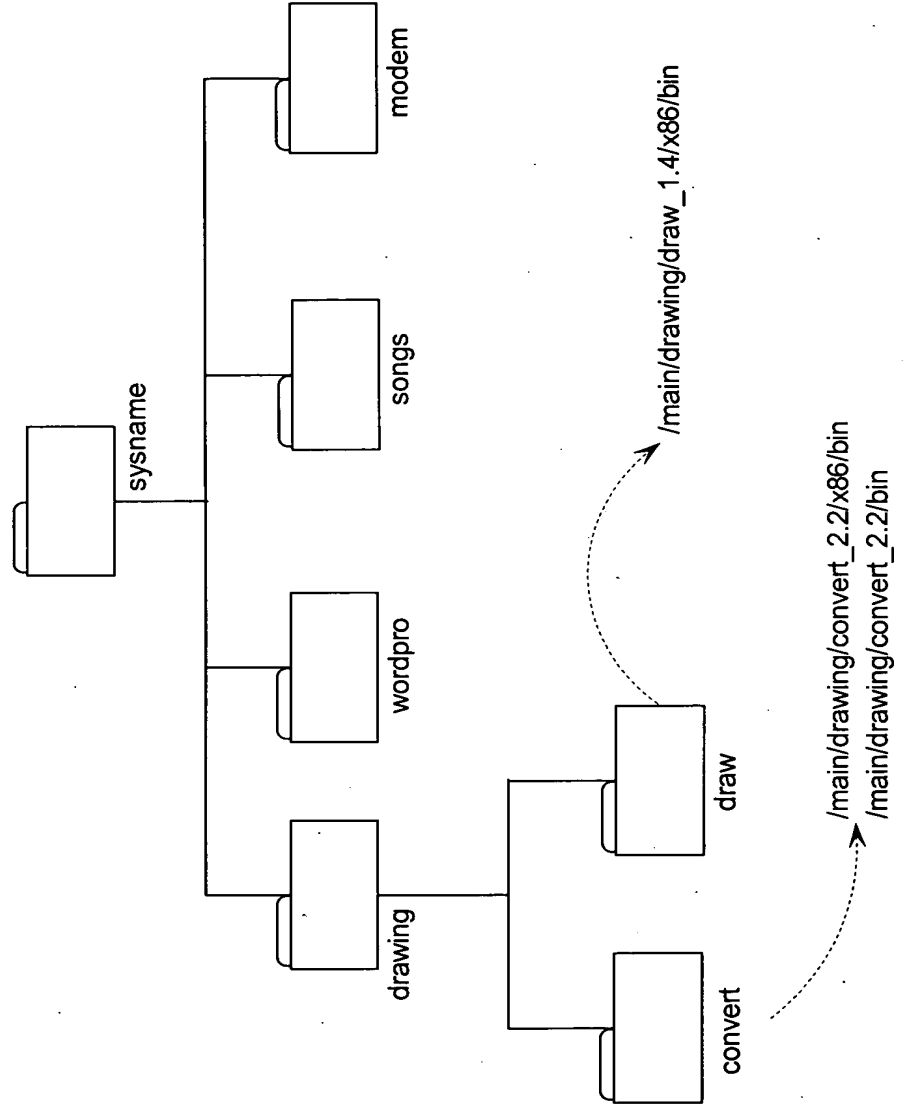 sysname
drawing
wordpro
songs
modem
convert
draw
/main/drawing/draw_1.4/x86/bin
/main/drawing/convert_2.2/x86/bin
/main/drawing/convert_2.2/bin